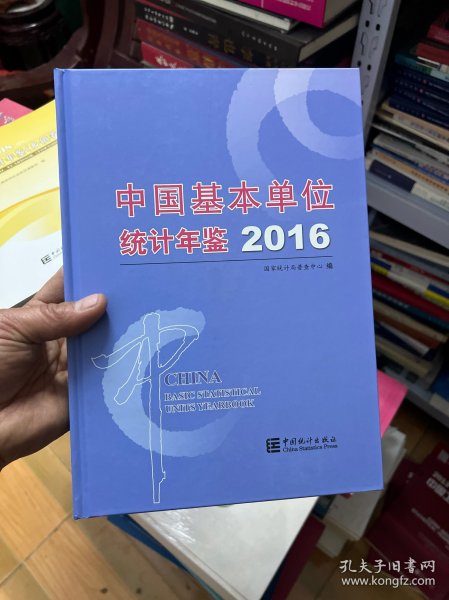 中国基本单位
统计年鉴 2016
国家统计局普查中心 编
中
CHINA
BASIC STATISTICAL
UNITS YEARBOOK
中国统计出版社
China Statistics Press
孔夫子旧书网
www.kongfz.com